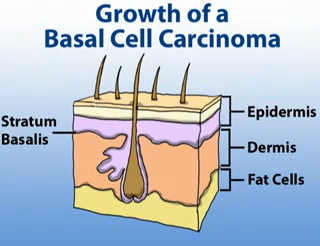 Growth of a
Basal Cell Carcinoma
Stratum
Basalis
Epidermis
Dermis
Fat Cells